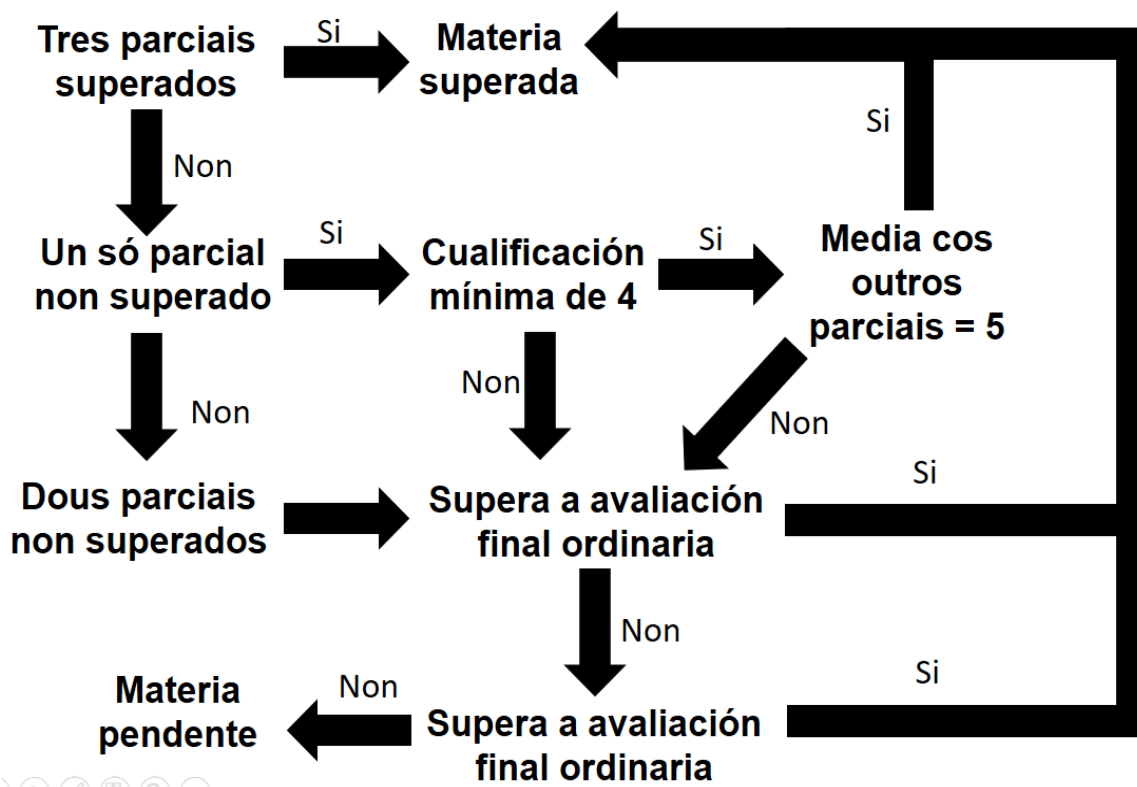 Tres parciais
superados
Si
Materia
superada
Si
Non
Un só parcial
non superado
Si
Cualificación
mínima de 4
Si
Media cos
outros
parciais = 5
Non
Non
Non
Dous parciais
non superados
Supera a avaliación
final ordinaria
Si
Non
Materia
pendente
Non
Supera a avaliación
final ordinaria
Si